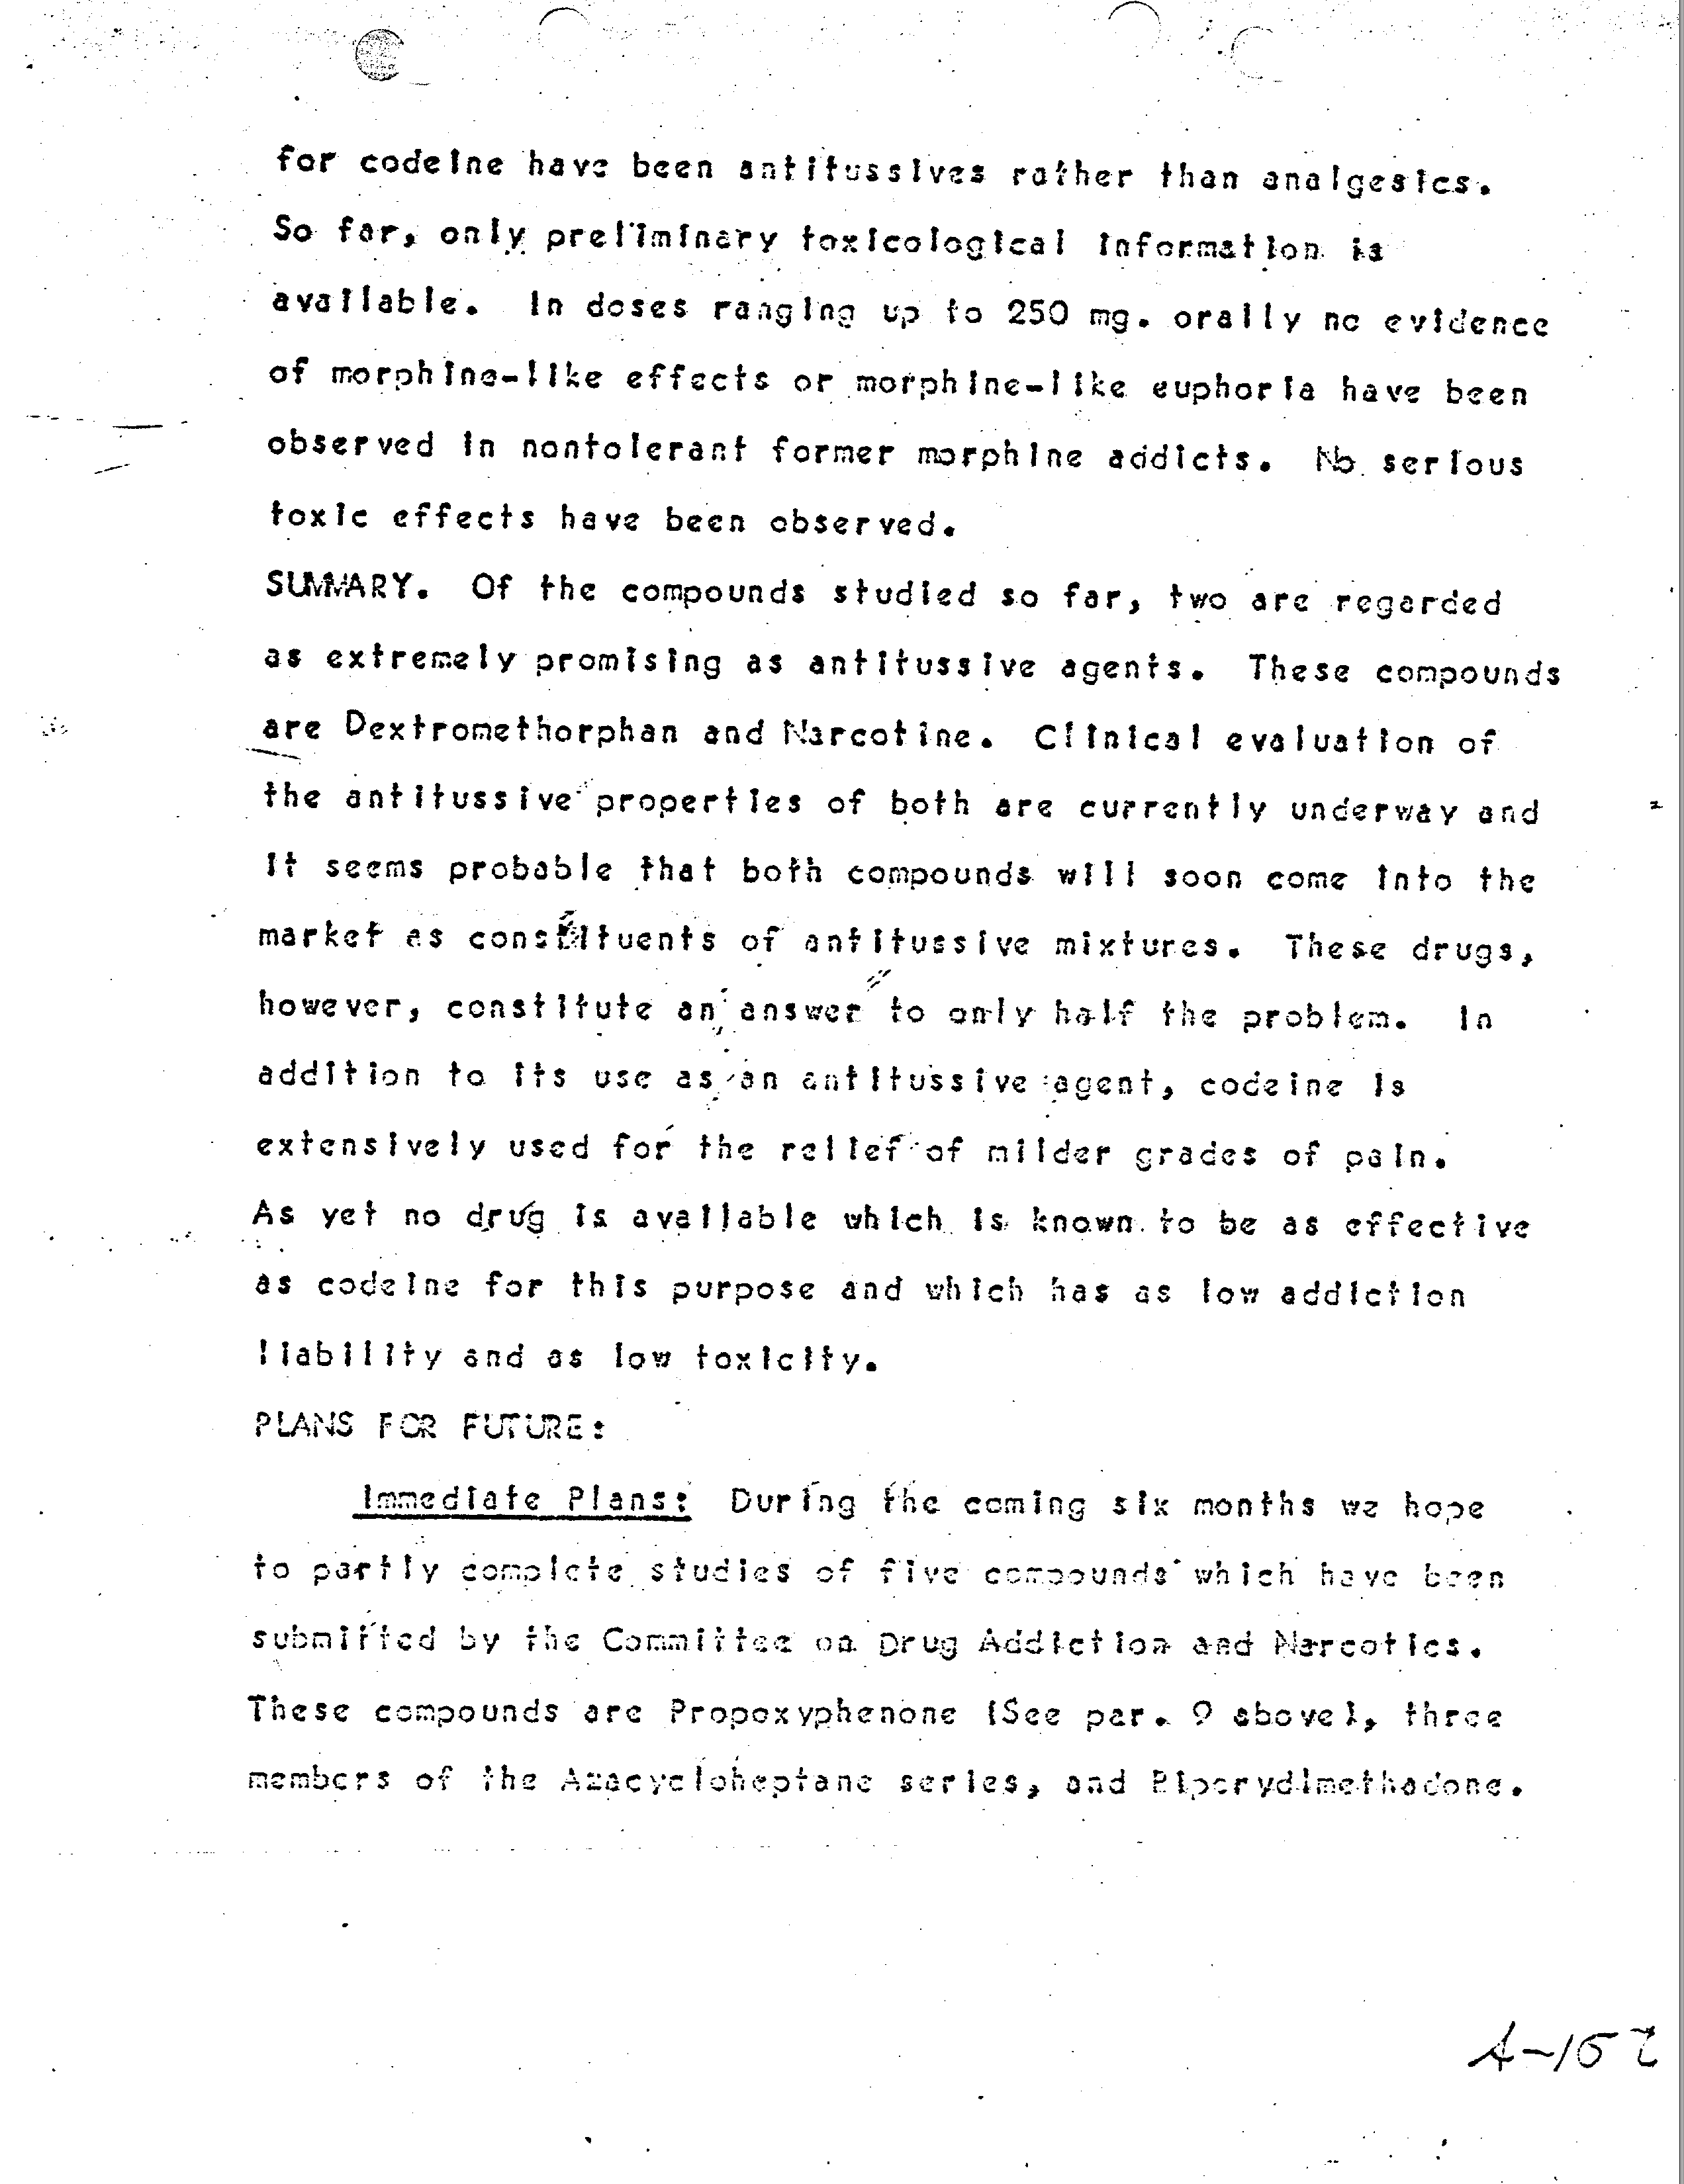 for codeine have been antitussives rather than analgesics.
So far, only preliminary toxicological information is
available. In doses ranging up to 250 mg. orally no evidence
of morphine-like effects or morphine-like euphoria have been
observed in nontolerant former morphine addicts. No serious
toxic effects have been observed.
SUMMARY. Of the compounds studied so far, two are regarded
as extremely promising as antitussive agents. These compounds
are Dextromethorphan and Narcotine. Clinical evaluation of
the antitussive properties of both are currently underway and
it seems probable that both compounds will soon come into the
market as constituents of antitussive mixtures. These drugs,
however, constitute an answer to only half the problem. In
addition to its use as an antitussive agent, codeine is
extensively used for the relief of milder grades of pain.
As yet no drug is available which is known to be as effective
as codeine for this purpose and which has as low addiction
liability and as low toxicity.
PLANS FOR FUTURE:
Immediate Plans: During the coming six months we hope
to partly complete studies of five compounds which have been
submitted by the Committee on Drug Addiction and Narcotics.
These compounds are Propoxyphenone (See par. 9 above), three
members of the Azacycloheptane series, and Piperydimethadone.
A-157